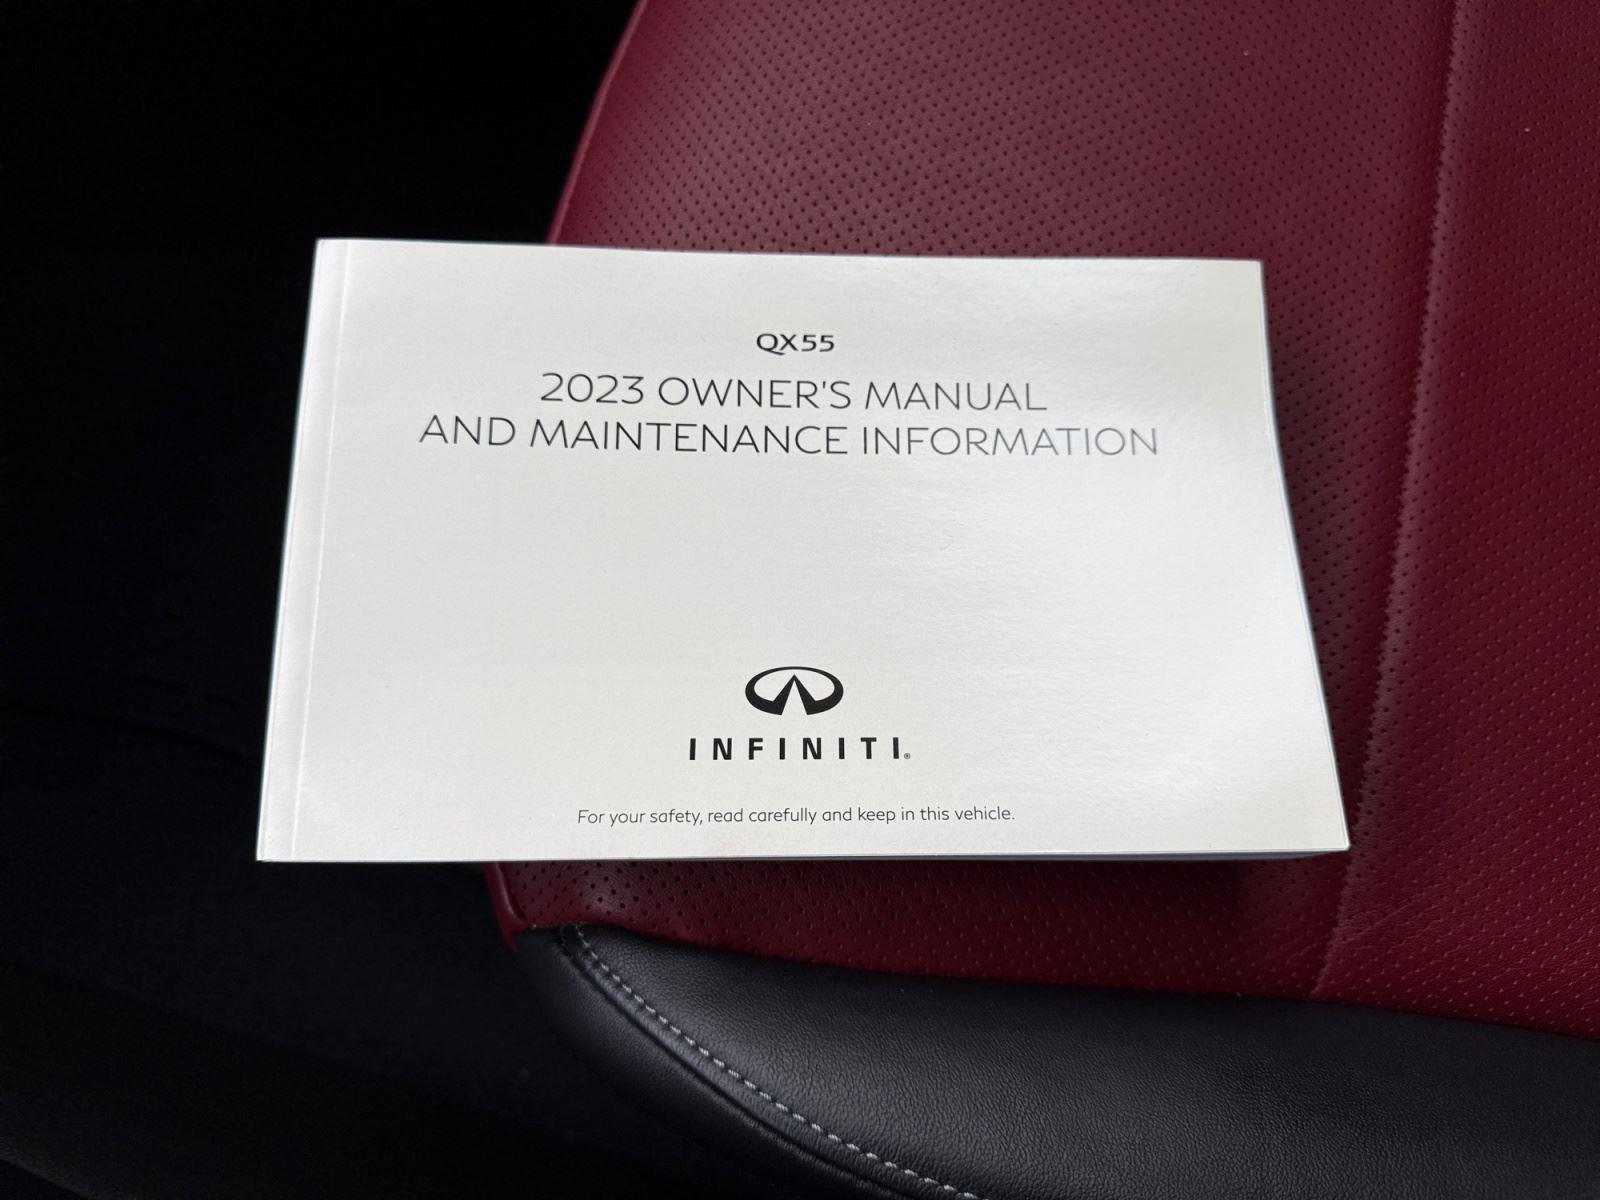 QX55
2023 OWNER'S MANUAL
AND MAINTENANCE INFORMATION
INFINITI®
For your safety, read carefully and keep in this vehicle.